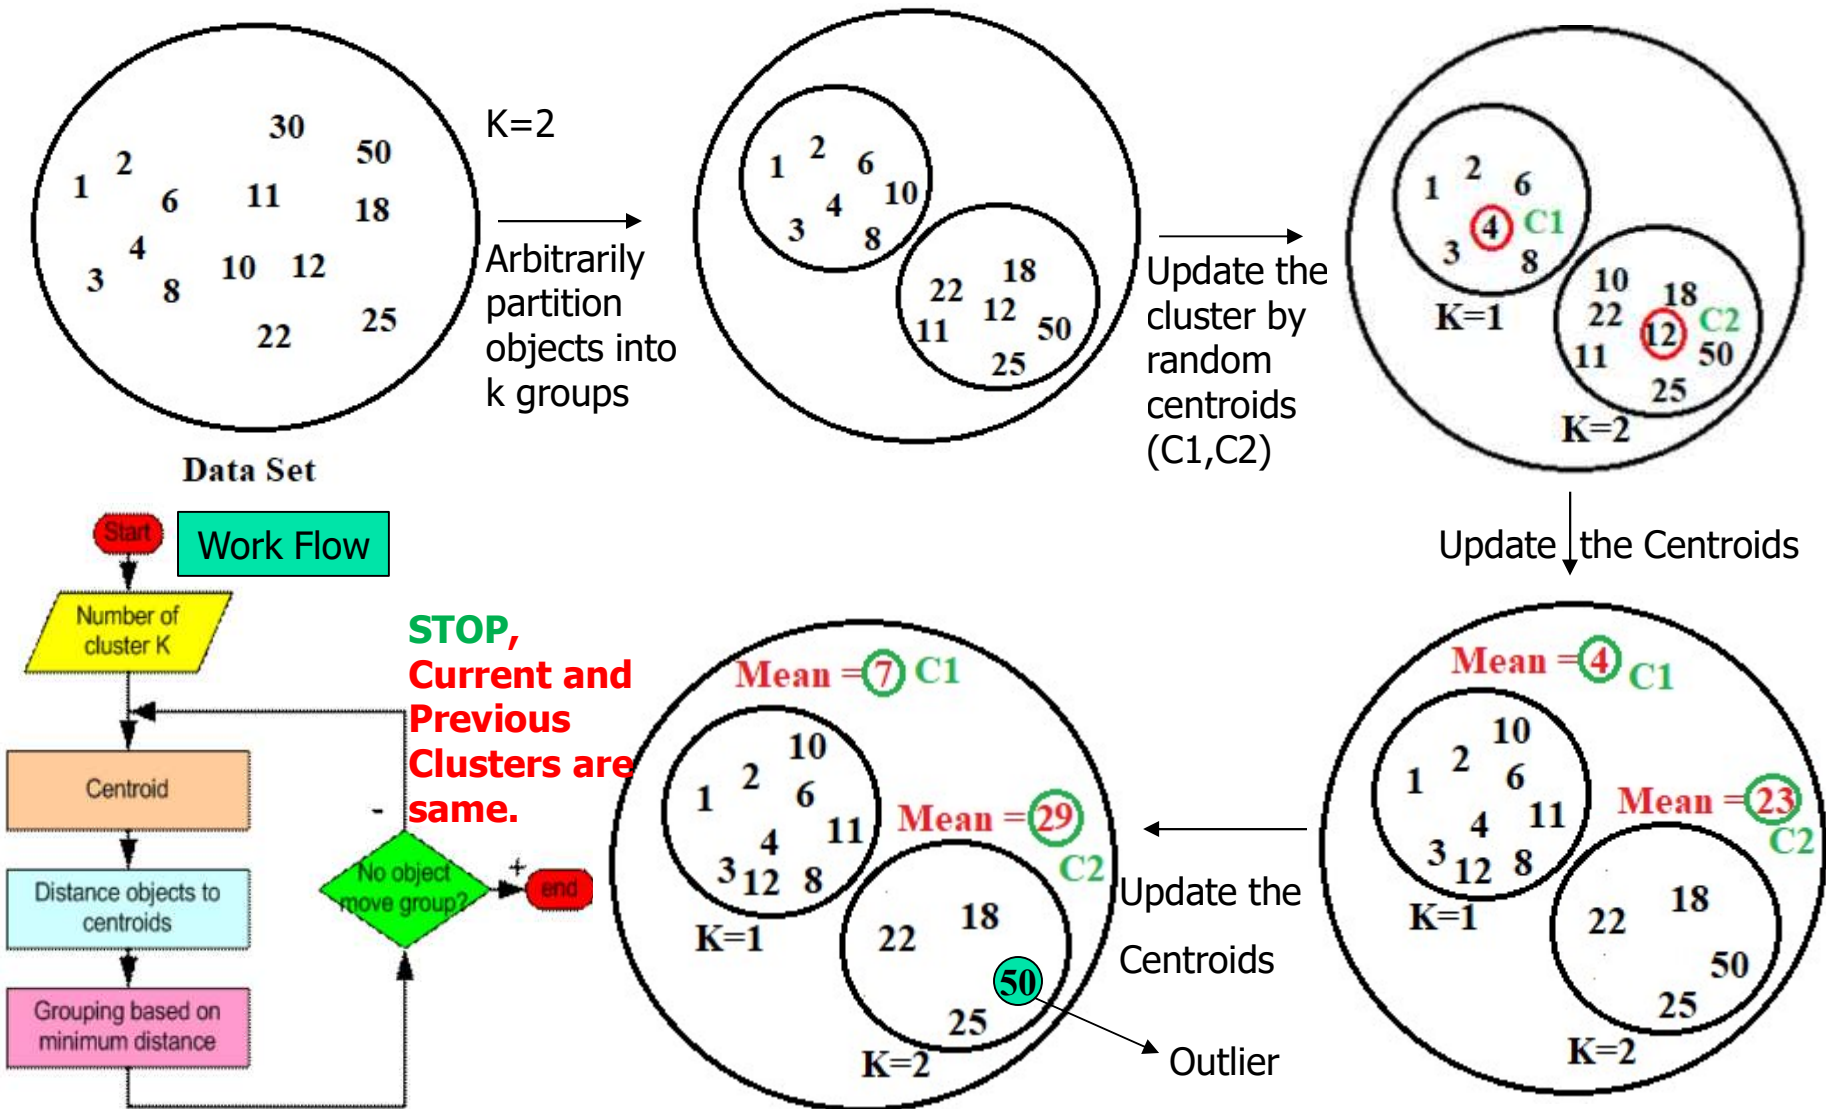 30
50
2
1
6
11
18
4
10
12
3
8
22
25
Data Set
K=2
Arbitrarily
partition
objects into
k groups
1
2
6
4
10
3
8
18
22
12
11
50
25
Update the
cluster by
random
centroids
(C1,C2)
1
2
6
4
C1
3
8
K=1
10
18
22
12
C2
11
50
25
K=2
Update the Centroids
Mean = 4
C1
10
2
1
6
4
11
3
12
8
K=1
Mean = 23
C2
22
18
50
25
K=2
Update the
Centroids
Mean = 7 C1
10
2
1
6
4
11
3
12
8
K=1
Mean = 29
C2
22
18
50
25
K=2
Outlier
STOP,
Current and
Previous
Clusters are
same.
Work Flow
Start
Number of
cluster K
Centroid
Distance objects to
centroids
Grouping based on
minimum distance
-
No object
move group?
+
end